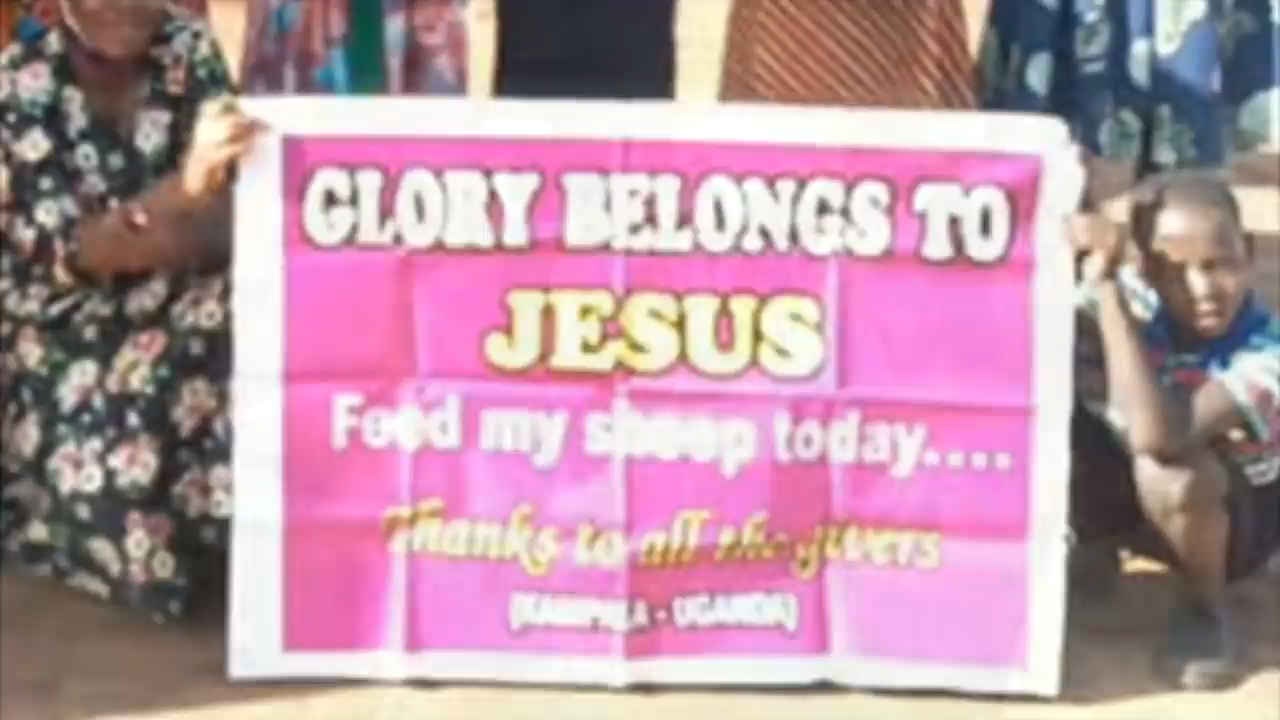 GLORY BELONGS TO
JESUS
Feed my sheep today....
Thanks to all the givers
(KAMPALA - UGANDA)